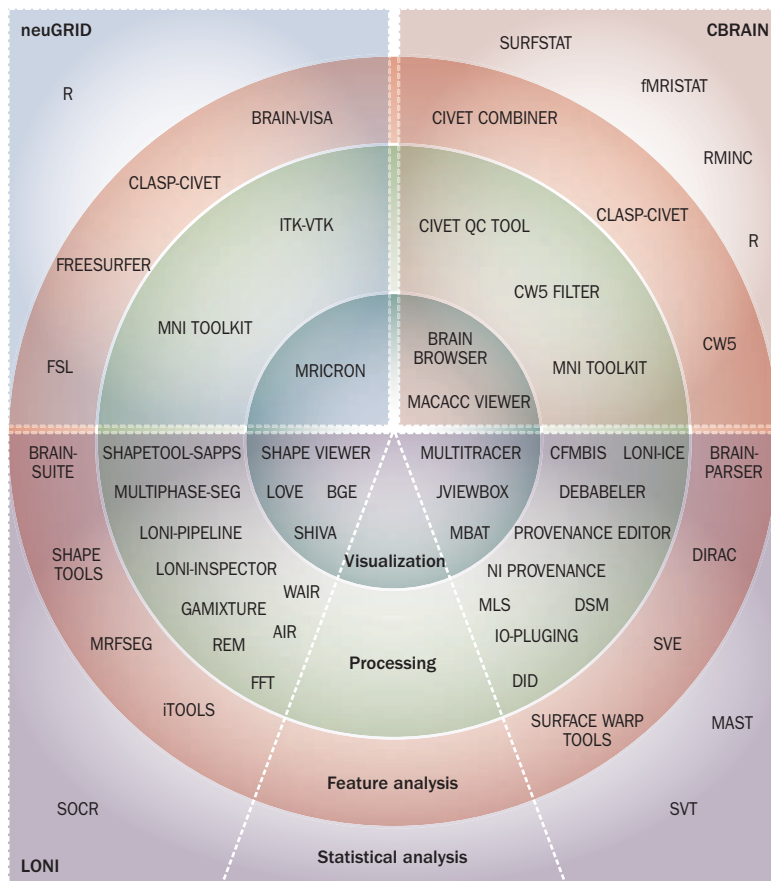 neuGRID
CBRAIN
SURFSTAT
R
fMRISTAT
BRAIN-VISA
CIVET COMBINER
RMINC
CLASP-CIVET
CLASP-CIVET
ITK-VTK
CIVET QC TOOL
R
FREESURFER
CW5 FILTER
MNI TOOLKIT
BRAIN
BROWSER
CW5
FSL
MRICRON
MNI TOOLKIT
MACACC VIEWER
BRAIN-
SUITE
SHAPETOOL-SAPPS
SHAPE VIEWER
MULTITRACER
CFMBIS
LONI-ICE
BRAIN-
PARSER
MULTIPHASE-SEG
LOVE
BGE
JVIEWBOX
DEBABELER
LONI-PIPELINE
SHIVA
MBAT
PROVENANCE EDITOR
SHAPE
TOOLS
Visualization
DIRAC
LONI-INSPECTOR
NI PROVENANCE
WAIR
GAMIXTURE
MLS
DSM
AIR
MRFSEG
REM
IO-PLUGING
SVE
Processing
FFT
DID
iTOOLS
SURFACE WARP
TOOLS
MAST
Feature analysis
SOCR
SVT
Statistical analysis
LONI